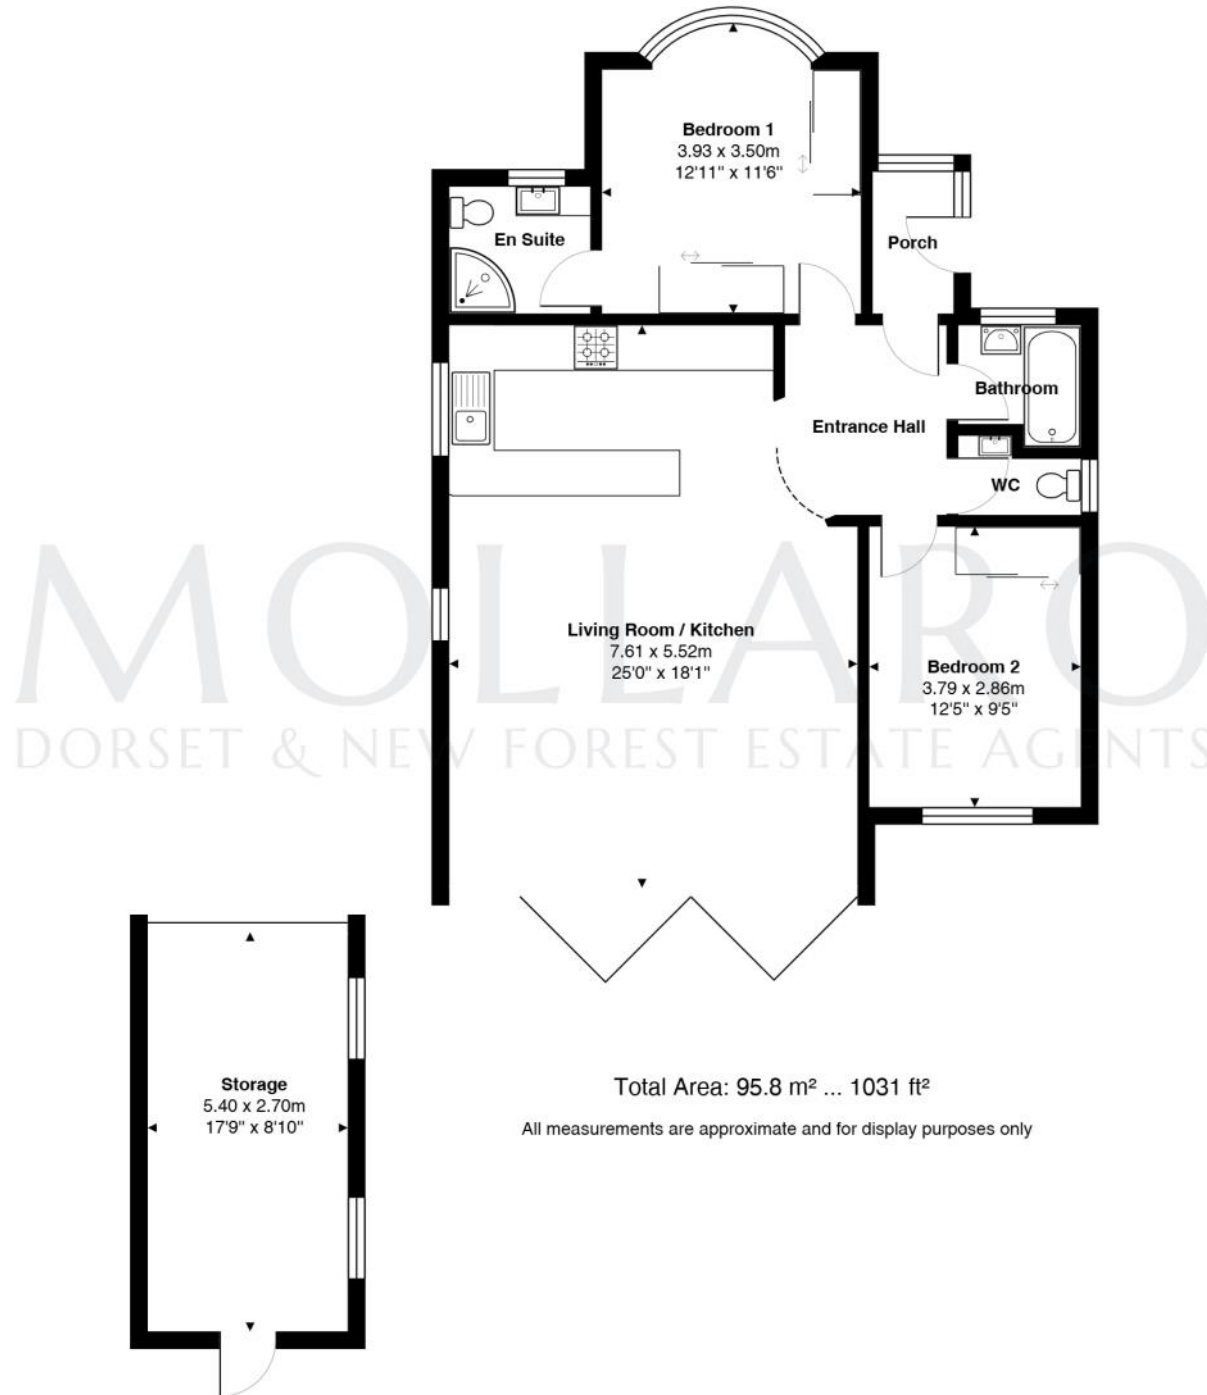 Bedroom 1
3.93 x 3.50m
12'11" x 11'6"
En Suite
Porch
Bathroom
Entrance Hall
WC
MOLLARO
DORSET & NEW FOREST ESTATE AGENTS
Living Room / Kitchen
7.61 x 5.52m
25'0" x 18'1"
Bedroom 2
3.79 x 2.86m
12'5" x 9'5"
Storage
5.40 x 2.70m
17'9" x 8'10"
Total Area: 95.8 m² ... 1031 ft²
All measurements are approximate and for display purposes only